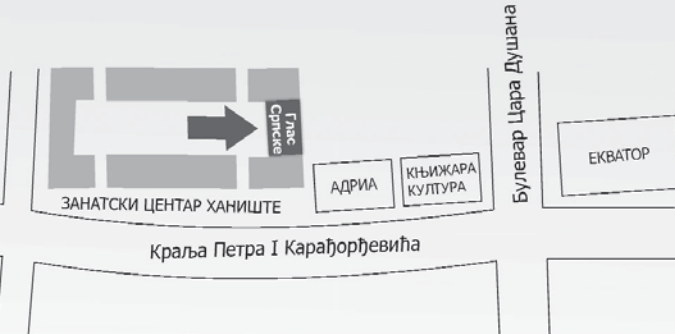 Глас
Српске
ЗАНАТСКИ ЦЕНТАР ХАНИШТЕ
АДРИА
КЊИЖАРА
КУЛТУРА
Булевар Цара Душана
ЕКВАТОР
Краља Петра I Карађорђевића